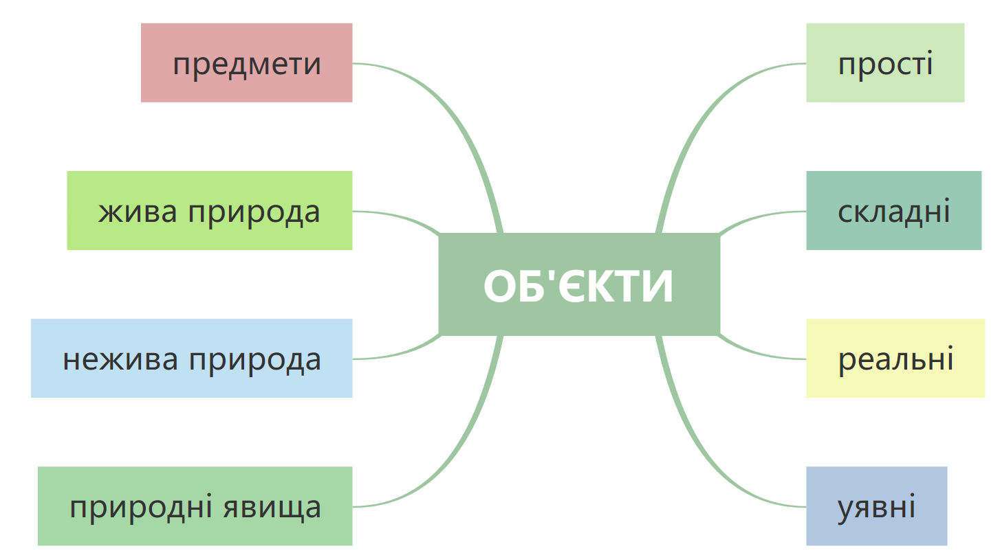 предмети
жива природа
нежива природа
природні явища
ОБ'ЄКТИ
прості
складні
реальні
уявні